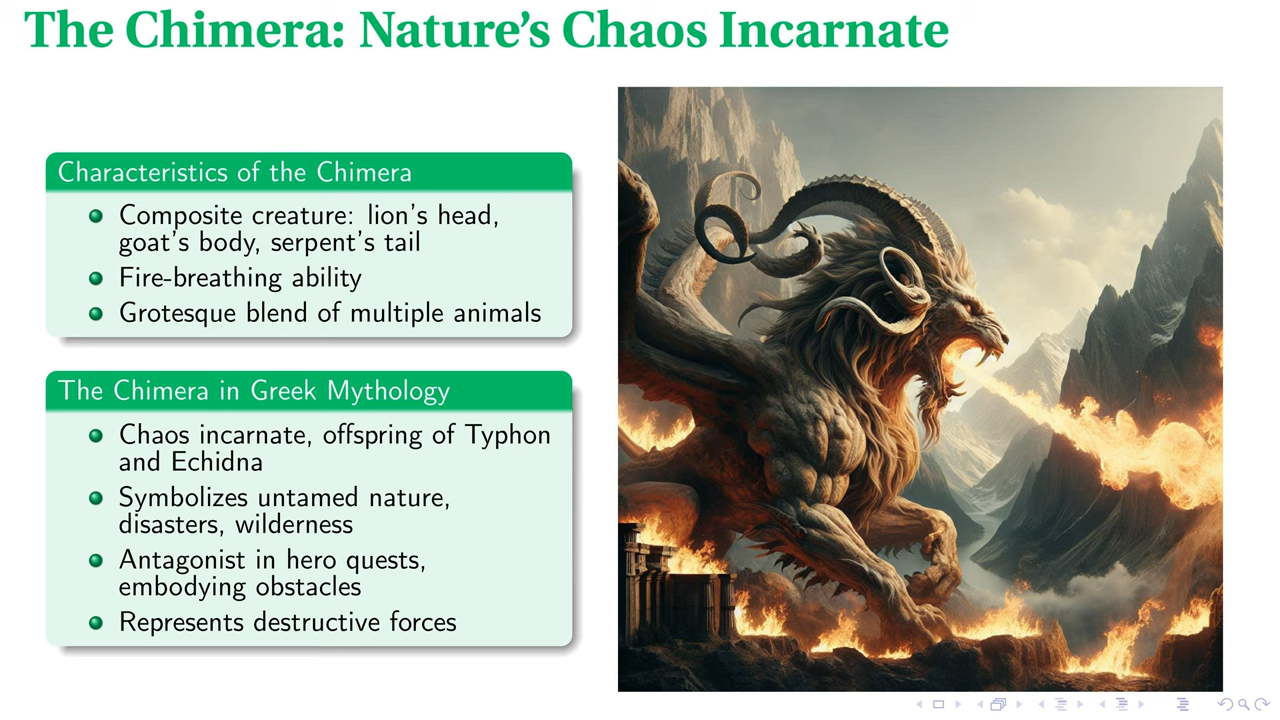 The Chimera: Nature's Chaos Incarnate
Characteristics of the Chimera
Composite creature: lion's head,
goat's body, serpent's tail
Fire-breathing ability
Grotesque blend of multiple animals
The Chimera in Greek Mythology
Chaos incarnate, offspring of Typhon
and Echidna
Symbolizes untamed nature,
disasters, wilderness
Antagonist in hero quests,
embodying obstacles
Represents destructive forces